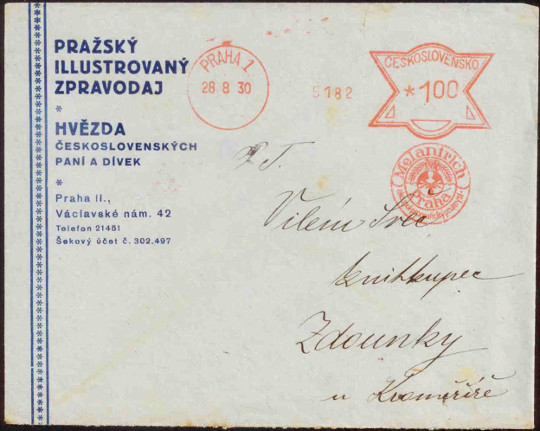 PRAŽSKÝ
ILLUSTROVANÝ
ZPRAVODAJ
*
HVĚZDA
ČESKOSLOVENSKÝCH
PANÍ A DÍVEK
*
Praha II.,
Václavské nám. 42
Telefon 21451
Šekový účet č. 302.497
PRAHA 1
28 8 30
5182
ČESKOSLOVENSKO
*100
Melantrich
Praha
P. T.
Vilém
knihkupec
Zdounky
u Kroměříže